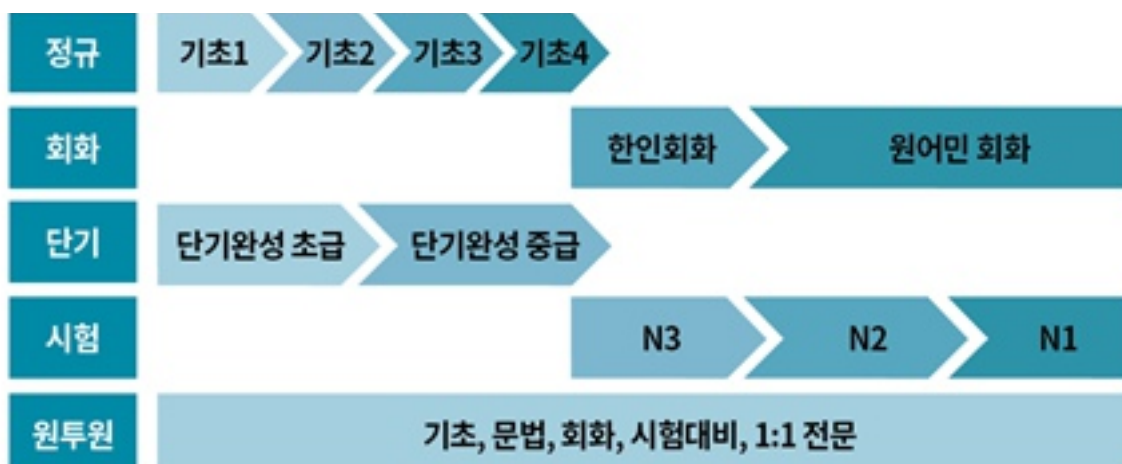 정규 기초1 기초2 기초3 기초4
회화 한인회화 원어민 회화
단기 단기완성 초급 단기완성 중급
시험 N3 N2 N1
원투원 기초, 문법, 회화, 시험대비, 1:1 전문